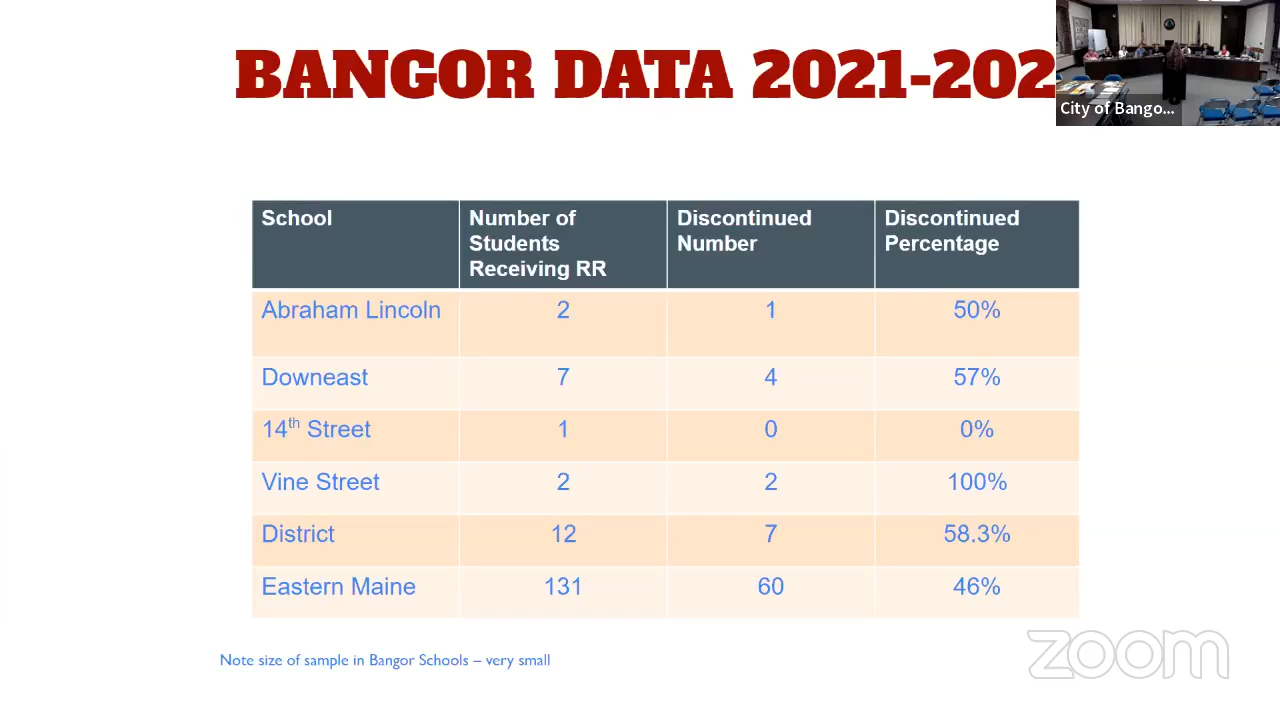 BANGOR DATA 2021-202
City of Bango...
School
Number of Students Receiving RR
Discontinued Number
Discontinued Percentage
Abraham Lincoln 2 1 50%
Downeast 7 4 57%
14th Street 1 0 0%
Vine Street 2 2 100%
District 12 7 58.3%
Eastern Maine 131 60 46%
Note size of sample in Bangor Schools – very small
zoom